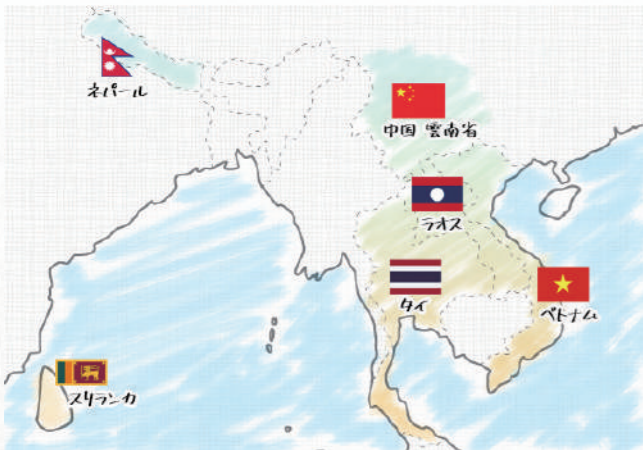 ネパール
中国 雲南省
ラオス
タイ
ベトナム
スリランカ